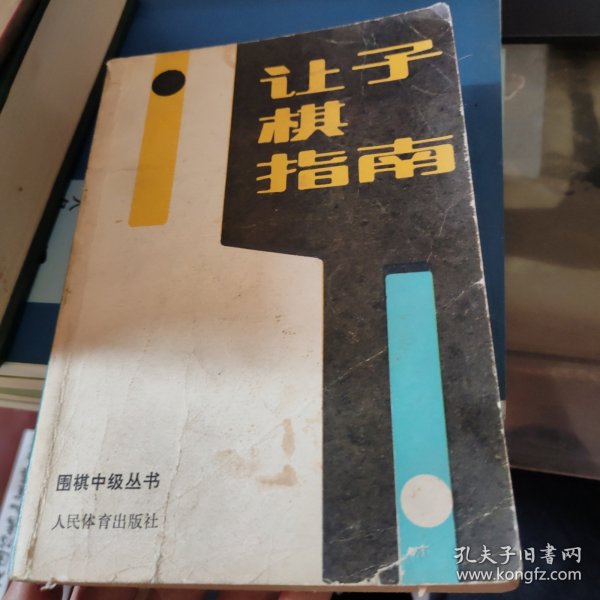 让子
棋
指南
围棋中级丛书
人民体育出版社
孔夫子旧书网
www.kongfz.com